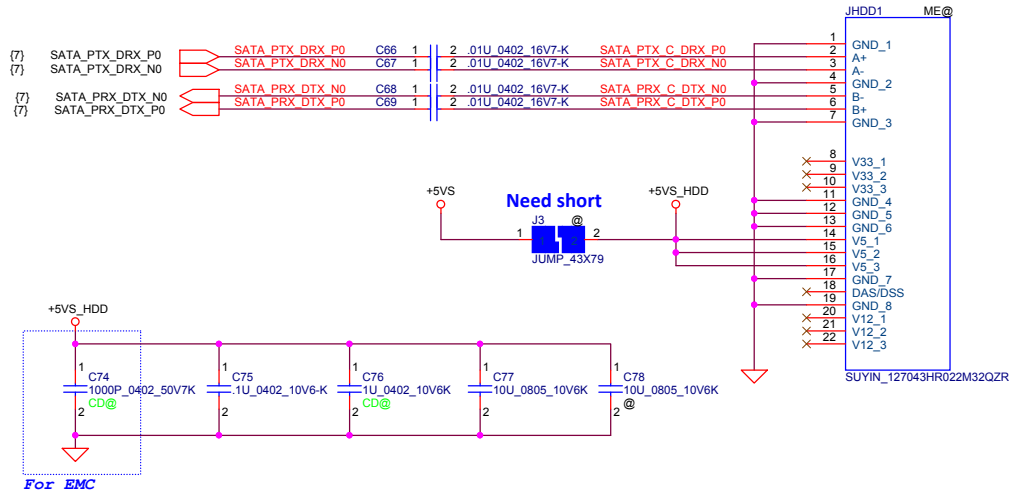 JHDD1 ME@
{7} SATA_PTX_DRX_P0 SATA_PTX_DRX_P0 C66 1 2 .01U_0402_16V7-K SATA_PTX_C_DRX_P0
{7} SATA_PTX_DRX_N0 SATA_PTX_DRX_N0 C67 1 2 .01U_0402_16V7-K SATA_PTX_C_DRX_N0
{7} SATA_PRX_DTX_N0 SATA_PRX_DTX_N0 C68 1 2 .01U_0402_16V7-K SATA_PRX_C_DTX_N0
{7} SATA_PRX_DTX_P0 SATA_PRX_DTX_P0 C69 1 2 .01U_0402_16V7-K SATA_PRX_C_DTX_P0
1 GND_1
2 A+
3 A-
4 GND_2
5 B-
6 B+
7 GND_3
8 V33_1
9 V33_2
10 V33_3
11 GND_4
12 GND_5
13 GND_6
14 V5_1
15 V5_2
16 V5_3
17 GND_7
18 DAS/DSS
19 GND_8
20 V12_1
21 V12_2
22 V12_3
SUYIN_127043HR022M32QZR
+5VS Need short +5VS_HDD
J3 @
1 1 2 2
JUMP_43X79
+5VS_HDD
1 1 1 1 1
C74 C75 C76 C77 C78
1000P_0402_50V7K .1U_0402_10V6-K 1U_0402_10V6K 10U_0805_10V6K 10U_0805_10V6K
CD@ CD@ @
2 2 2 2 2
For EMC